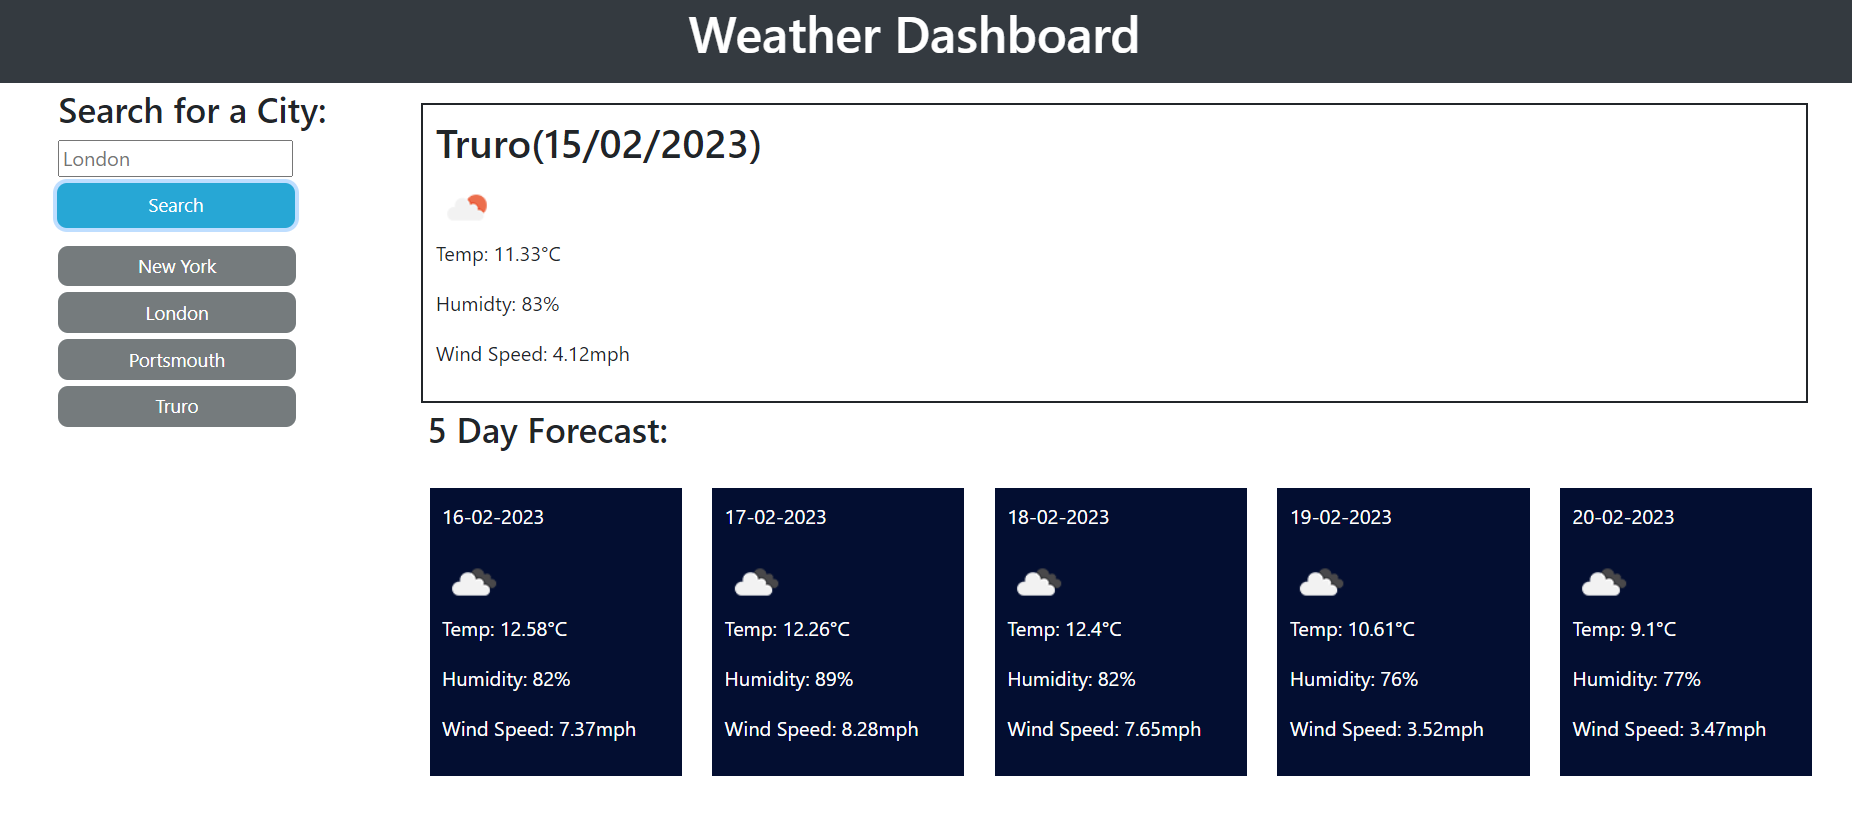 Weather Dashboard
Search for a City:
London
Search
New York
London
Portsmouth
Truro
Truro(15/02/2023)
Temp: 11.33°C
Humidty: 83%
Wind Speed: 4.12mph
5 Day Forecast:
16-02-2023
Temp: 12.58°C
Humidity: 82%
Wind Speed: 7.37mph
17-02-2023
Temp: 12.26°C
Humidity: 89%
Wind Speed: 8.28mph
18-02-2023
Temp: 12.4°C
Humidity: 82%
Wind Speed: 7.65mph
19-02-2023
Temp: 10.61°C
Humidity: 76%
Wind Speed: 3.52mph
20-02-2023
Temp: 9.1°C
Humidity: 77%
Wind Speed: 3.47mph